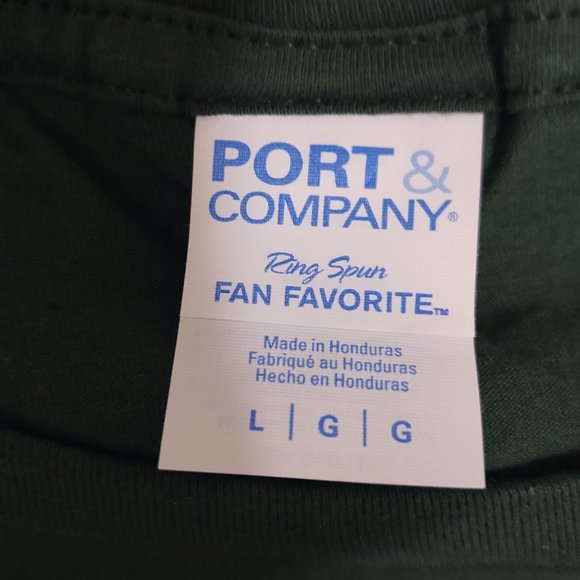 PORT &
COMPANY®
Ring Spun
FAN FAVORITE™
Made in Honduras
Fabriqué au Honduras
Hecho en Honduras
L | G | G